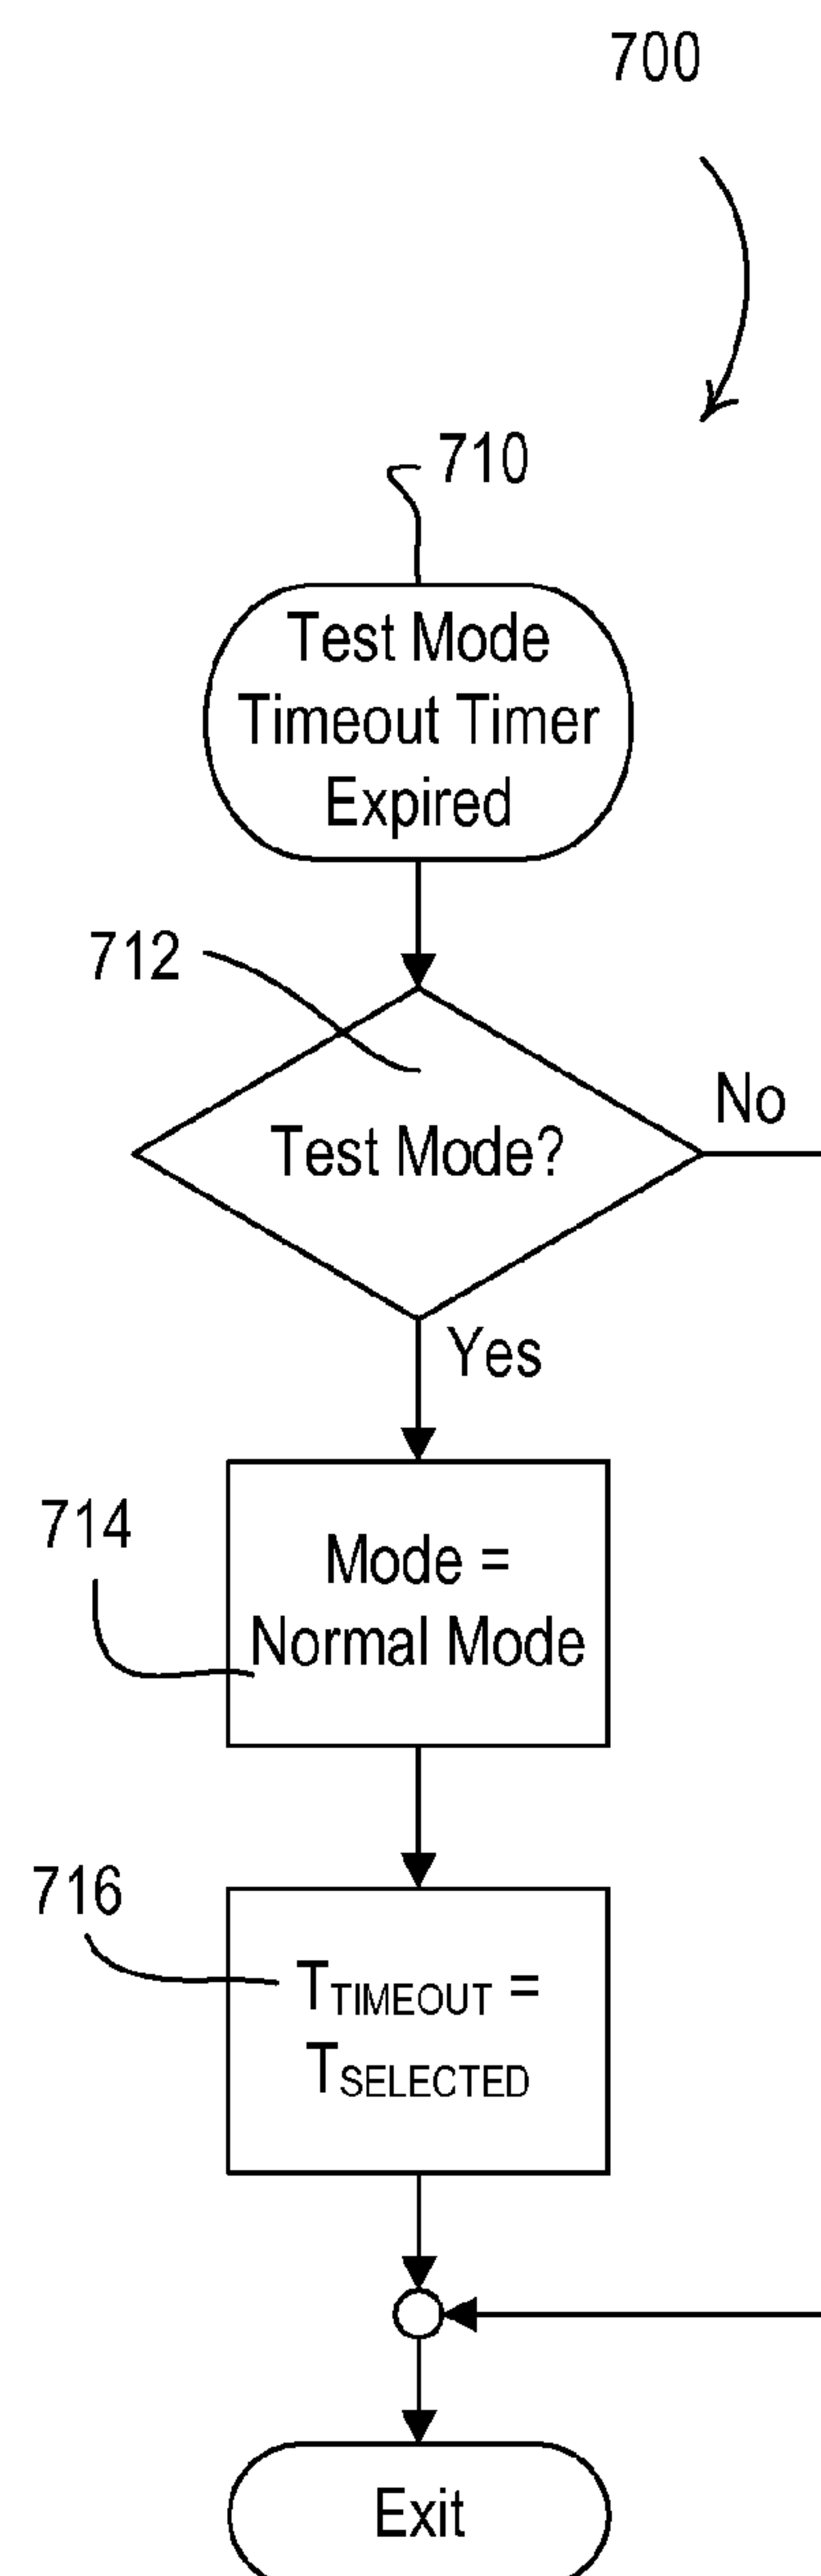 700
710
Test Mode
Timeout Timer
Expired
712
Test Mode?
No
Yes
714
Mode =
Normal Mode
716
TTIMEOUT =
TSELECTED
Exit